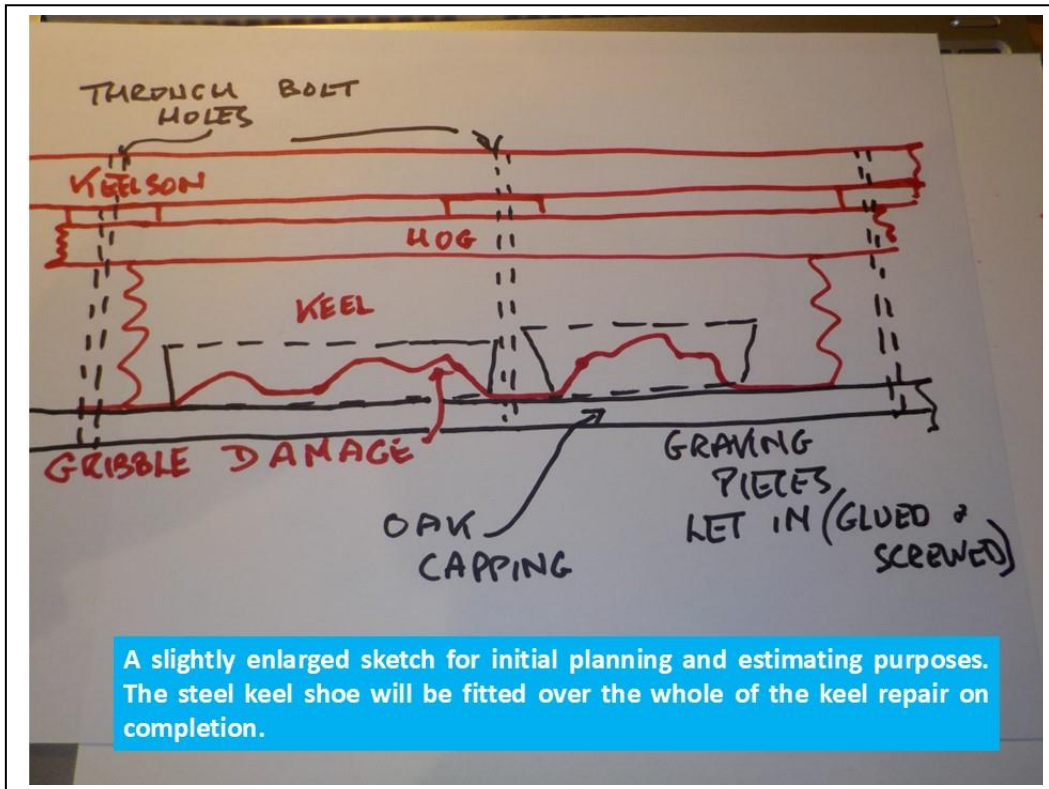 THROUGH BOLT
HOLES
KEELSON
HOG
KEEL
GRIBBLE DAMAGE
OAK
CAPPING
GRAVING
PIECES
LET IN (GLUED &
SCREWED)
A slightly enlarged sketch for initial planning and estimating purposes.
The steel keel shoe will be fitted over the whole of the keel repair on
completion.